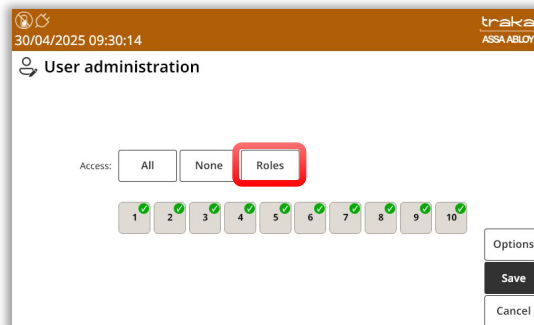 traka
30/04/2025 09:30:14
ASSA ABLOY
User administration
Access: All None Roles
1 2 3 4 5 6 7 8 9 10
Options
Save
Cancel